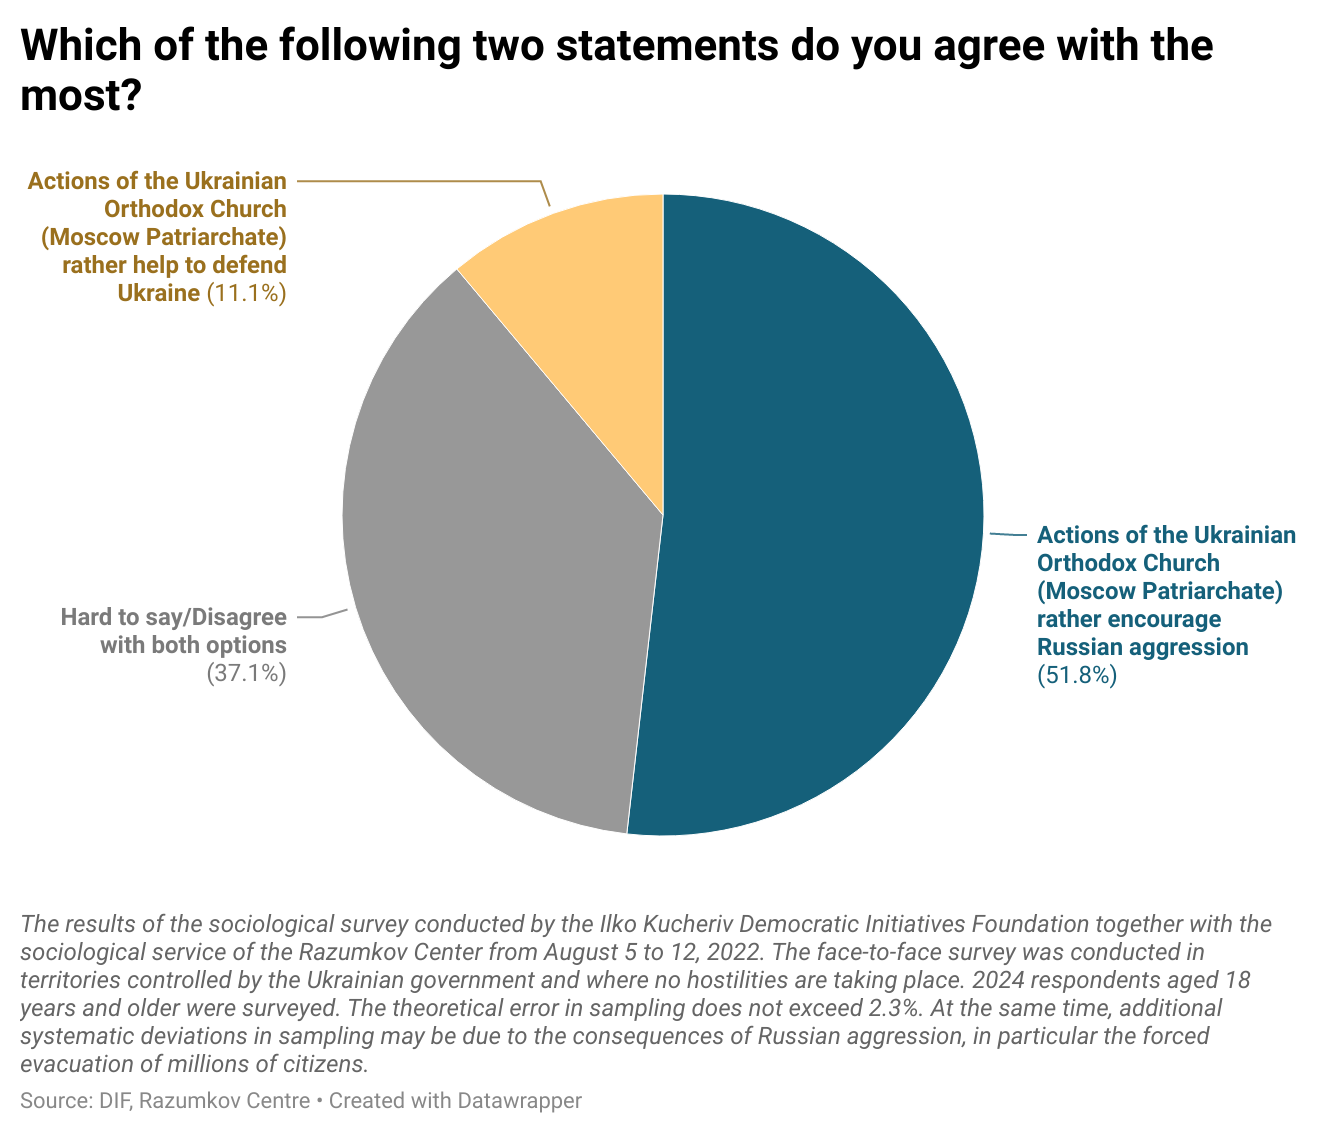 Which of the following two statements do you agree with the
most?
Actions of the Ukrainian
Orthodox Church
(Moscow Patriarchate)
rather help to defend
Ukraine (11.1%)
Hard to say/Disagree
with both options
(37.1%)
Actions of the Ukrainian
Orthodox Church
(Moscow Patriarchate)
rather encourage
Russian aggression
(51.8%)
The results of the sociological survey conducted by the Ilko Kucheriv Democratic Initiatives Foundation together with the
sociological service of the Razumkov Center from August 5 to 12, 2022. The face-to-face survey was conducted in
territories controlled by the Ukrainian government and where no hostilities are taking place. 2024 respondents aged 18
years and older were surveyed. The theoretical error in sampling does not exceed 2.3%. At the same time, additional
systematic deviations in sampling may be due to the consequences of Russian aggression, in particular the forced
evacuation of millions of citizens.
Source: DIF, Razumkov Centre • Created with Datawrapper